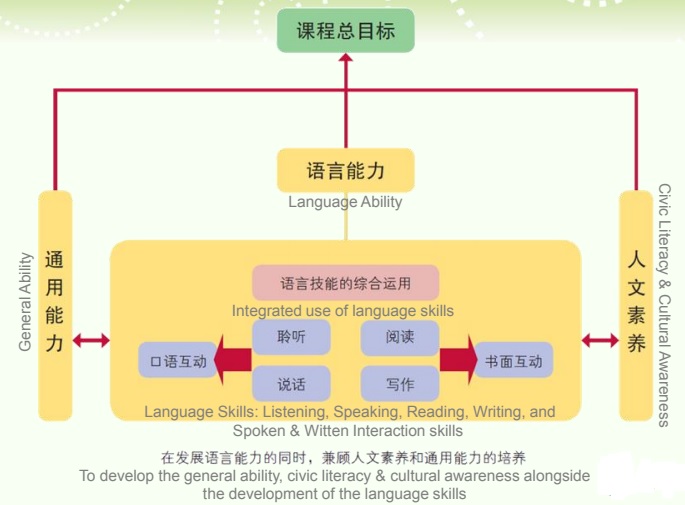 课程总目标
语言能力
Language Ability
通用能力
General Ability
人文素养
Civic Literacy & Cultural Awareness
语言技能的综合运用
Integrated use of language skills
聆听
阅读
口语互动
书面互动
说话
写作
Language Skills: Listening, Speaking, Reading, Writing, and
Spoken & Witten Interaction skills
在发展语言能力的同时，兼顾人文素养和通用能力的培养
To develop the general ability, civic literacy & cultural awareness alongside
the development of the language skills